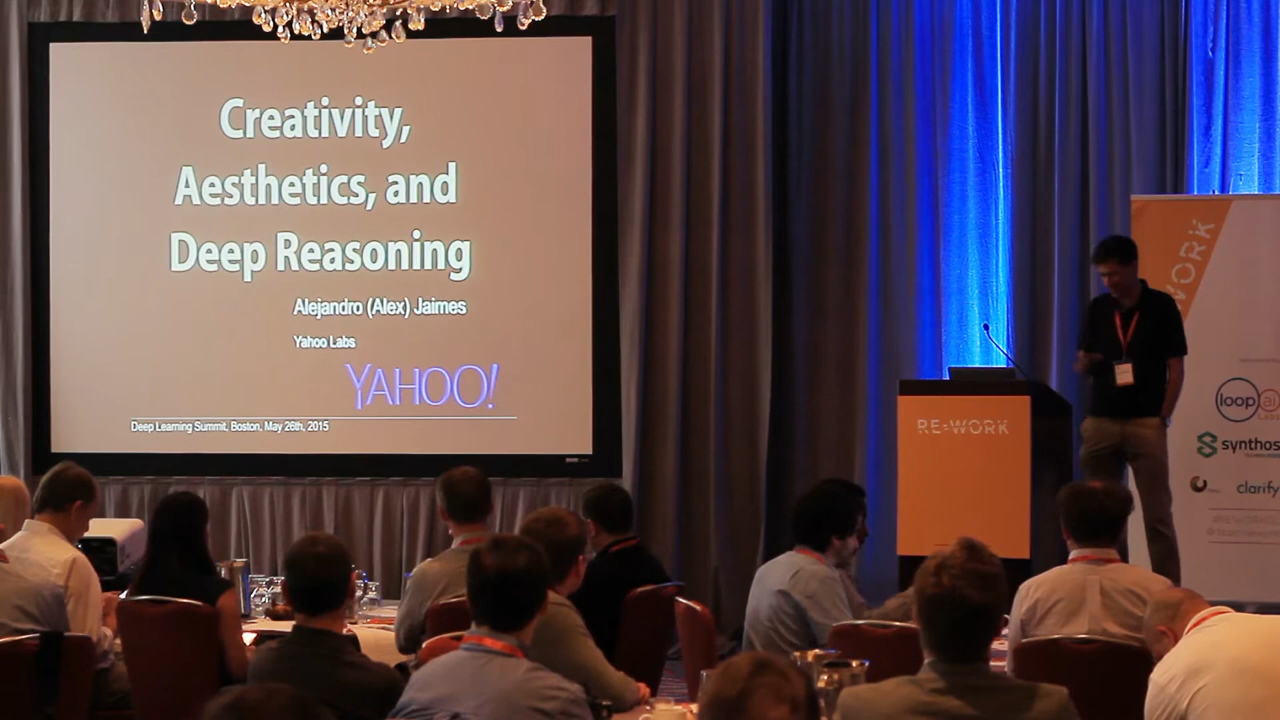 Creativity,
Aesthetics, and
Deep Reasoning
Alejandro (Alex) Jaimes
Yahoo Labs
YAHOO!
Deep Learning Summit, Boston, May 26th, 2015
RE•WORK
WORK
loop ai
Labs
synthos
clarify